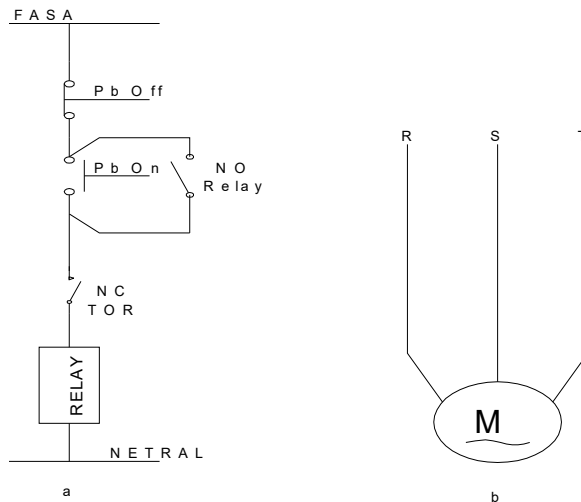 FASA
Pb Off
Pb On
NO
Relay
NC
TOR
RELAY
NETRAL
a
R
S
T
M
b